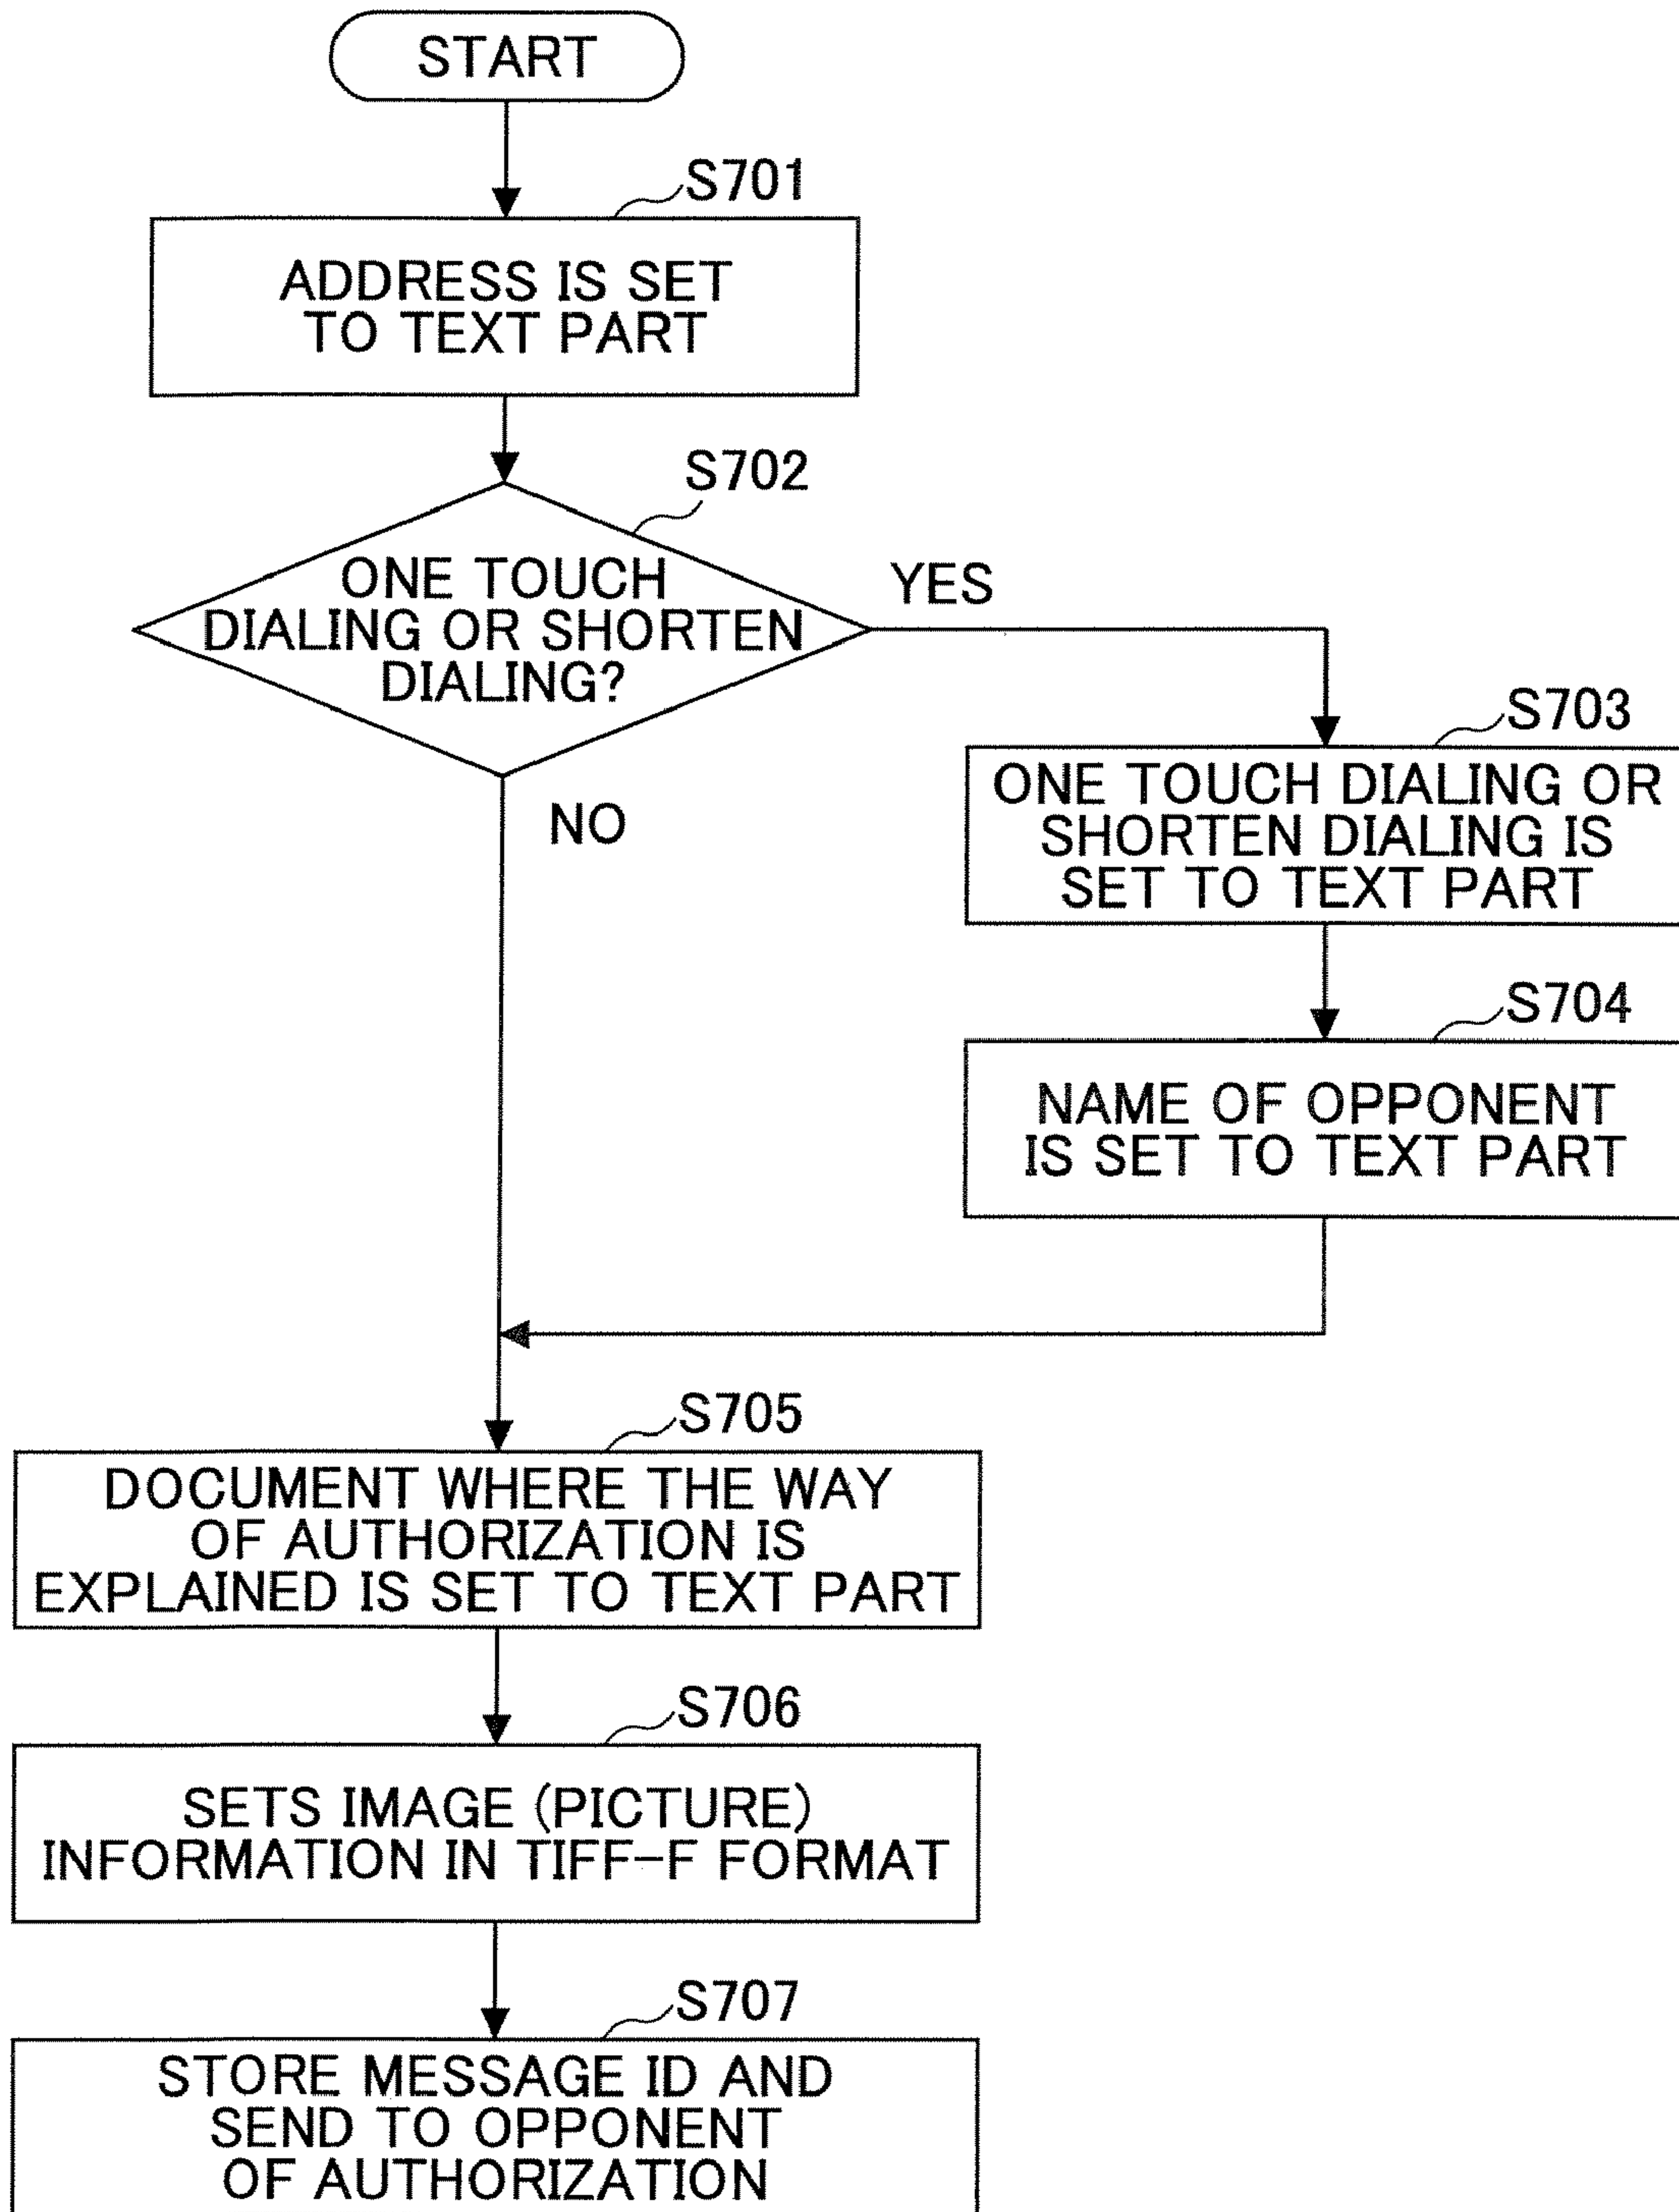 START
S701
ADDRESS IS SET
TO TEXT PART
S702
ONE TOUCH
DIALING OR SHORTEN
DIALING?
YES
NO
S703
ONE TOUCH DIALING OR
SHORTEN DIALING IS
SET TO TEXT PART
S704
NAME OF OPPONENT
IS SET TO TEXT PART
S705
DOCUMENT WHERE THE WAY
OF AUTHORIZATION IS
EXPLAINED IS SET TO TEXT PART
S706
SETS IMAGE (PICTURE)
INFORMATION IN TIFF-F FORMAT
S707
STORE MESSAGE ID AND
SEND TO OPPONENT
OF AUTHORIZATION